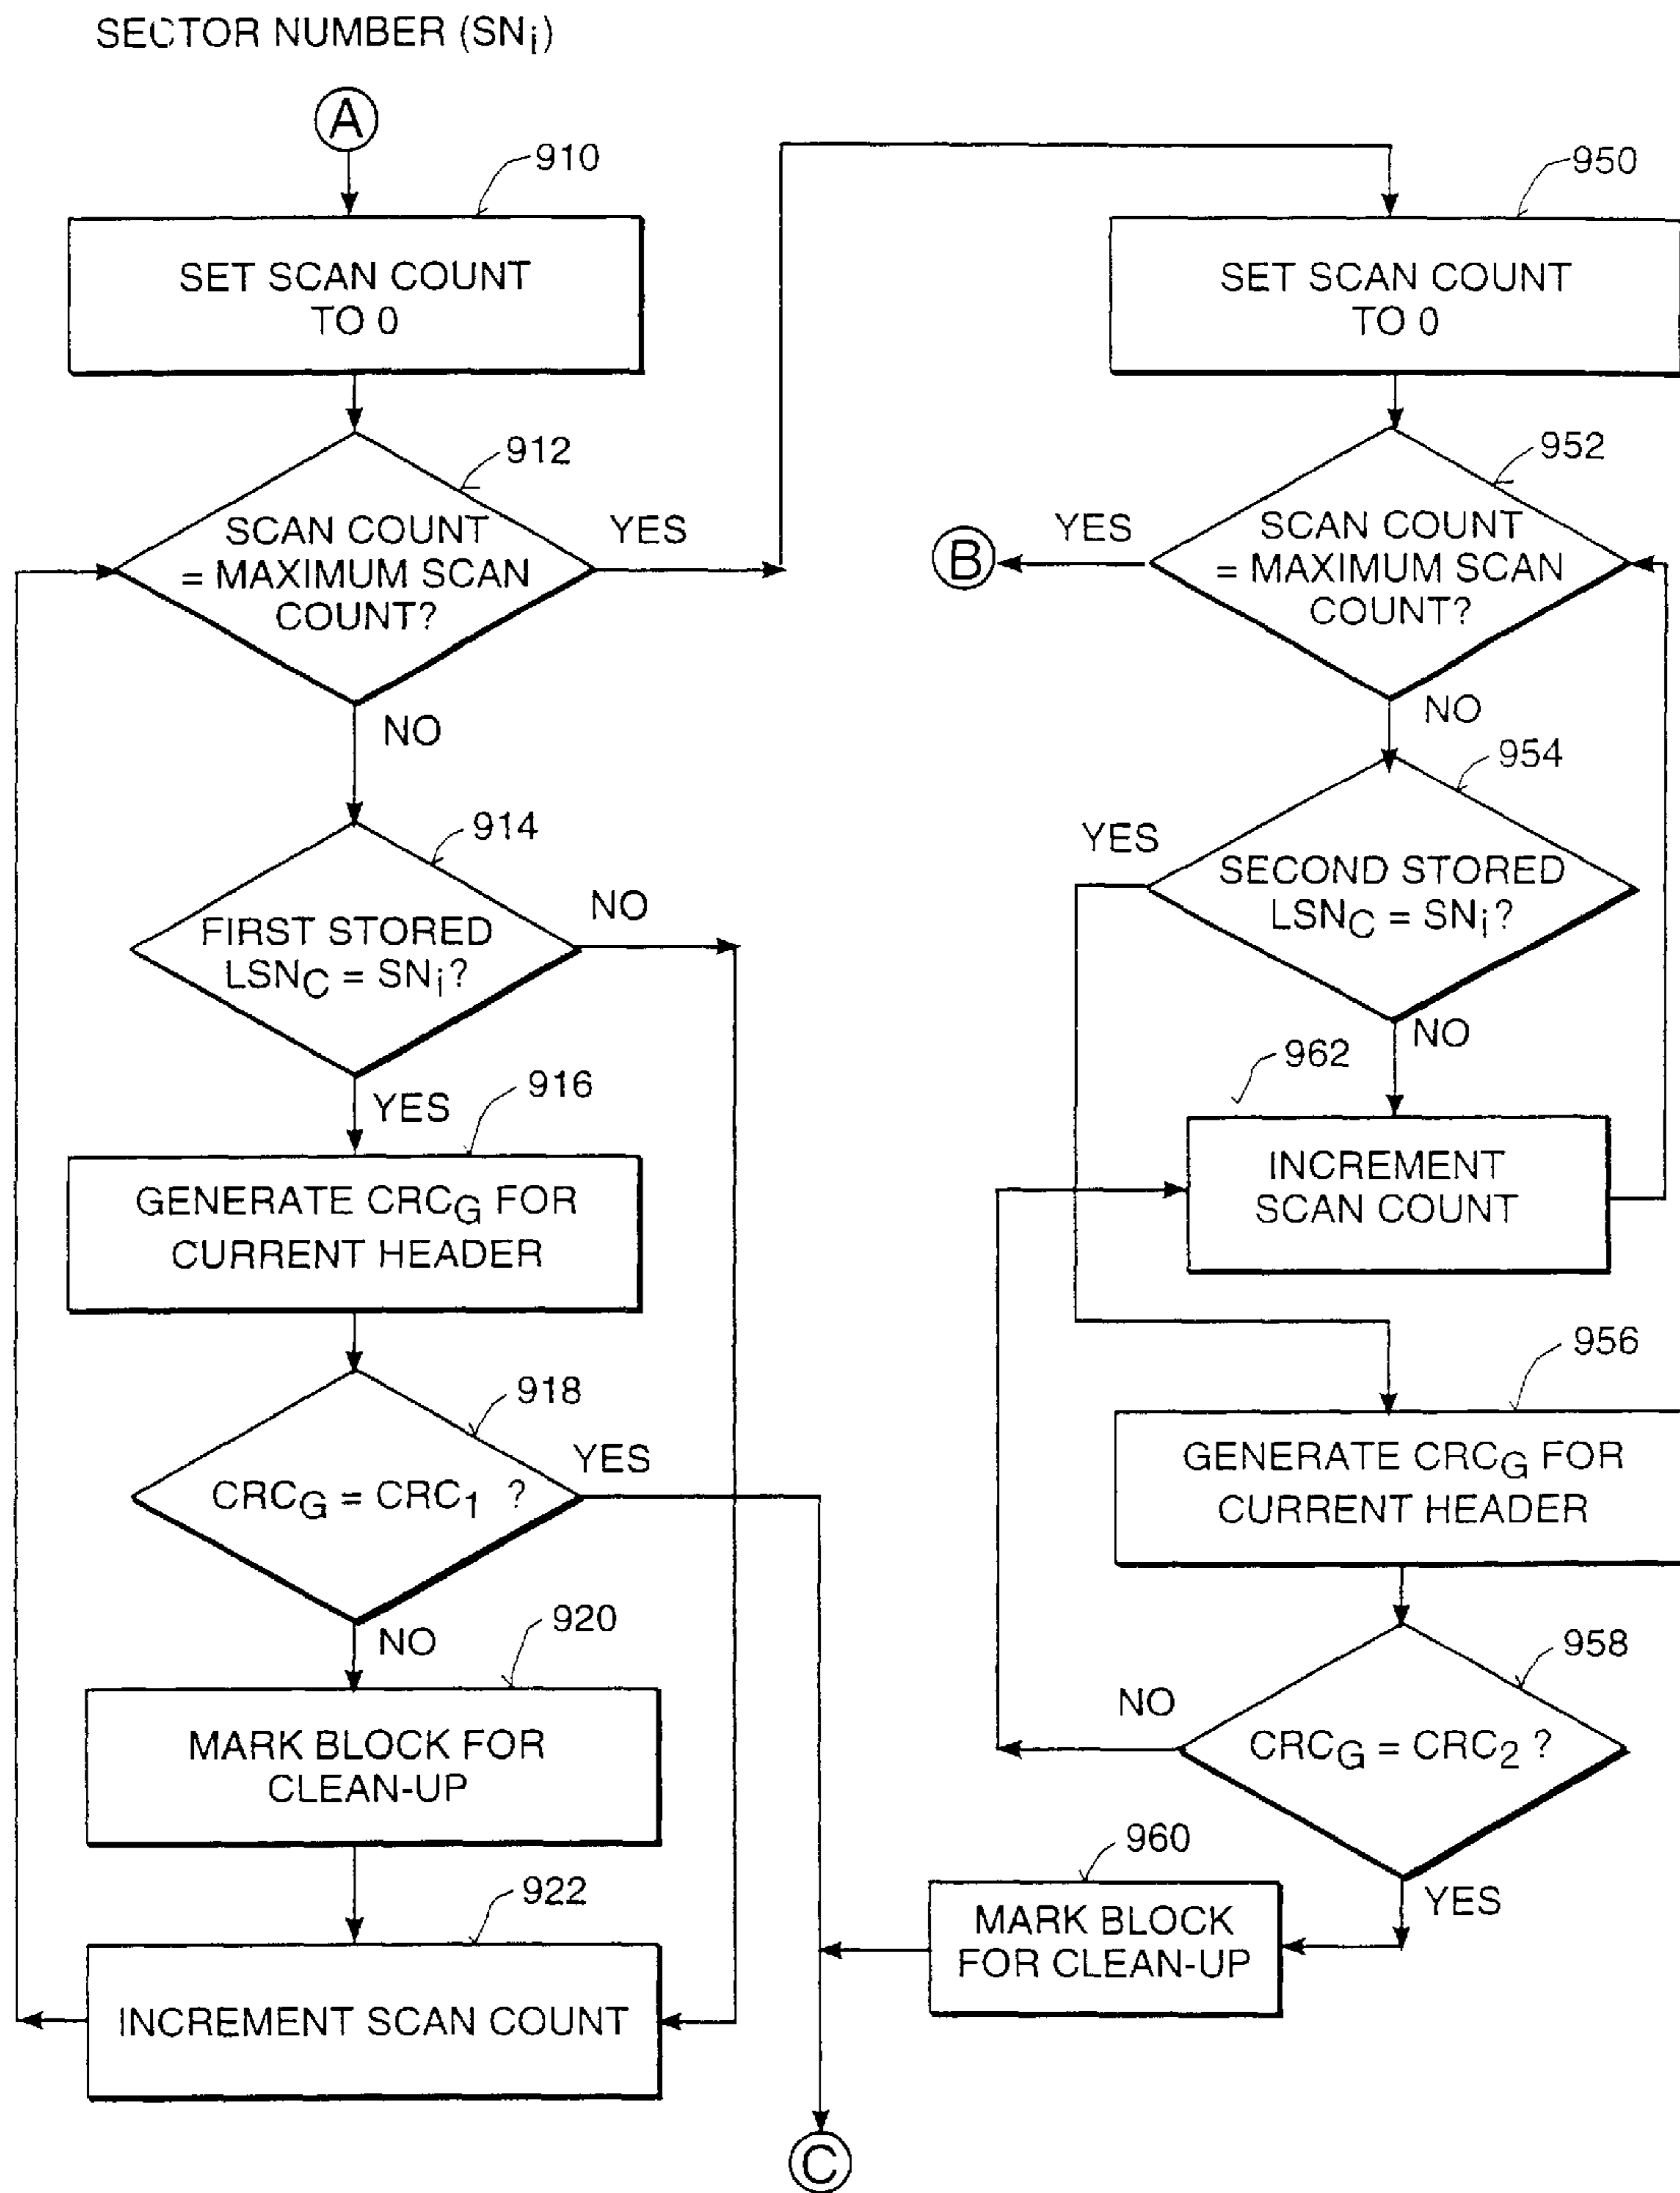 SECTOR NUMBER (SNi)
A
910
SET SCAN COUNT
TO 0
912
SCAN COUNT
= MAXIMUM SCAN
COUNT?
YES
NO
914
FIRST STORED
LSNC = SNi?
NO
YES
916
GENERATE CRCG FOR
CURRENT HEADER
918
CRCG = CRC1 ?
YES
NO
920
MARK BLOCK FOR
CLEAN-UP
922
INCREMENT SCAN COUNT
950
SET SCAN COUNT
TO 0
952
SCAN COUNT
= MAXIMUM SCAN
COUNT?
YES
B
NO
954
YES
SECOND STORED
LSNC = SNi?
NO
962
INCREMENT
SCAN COUNT
956
GENERATE CRCG FOR
CURRENT HEADER
958
NO
CRCG = CRC2 ?
YES
960
MARK BLOCK
FOR CLEAN-UP
C